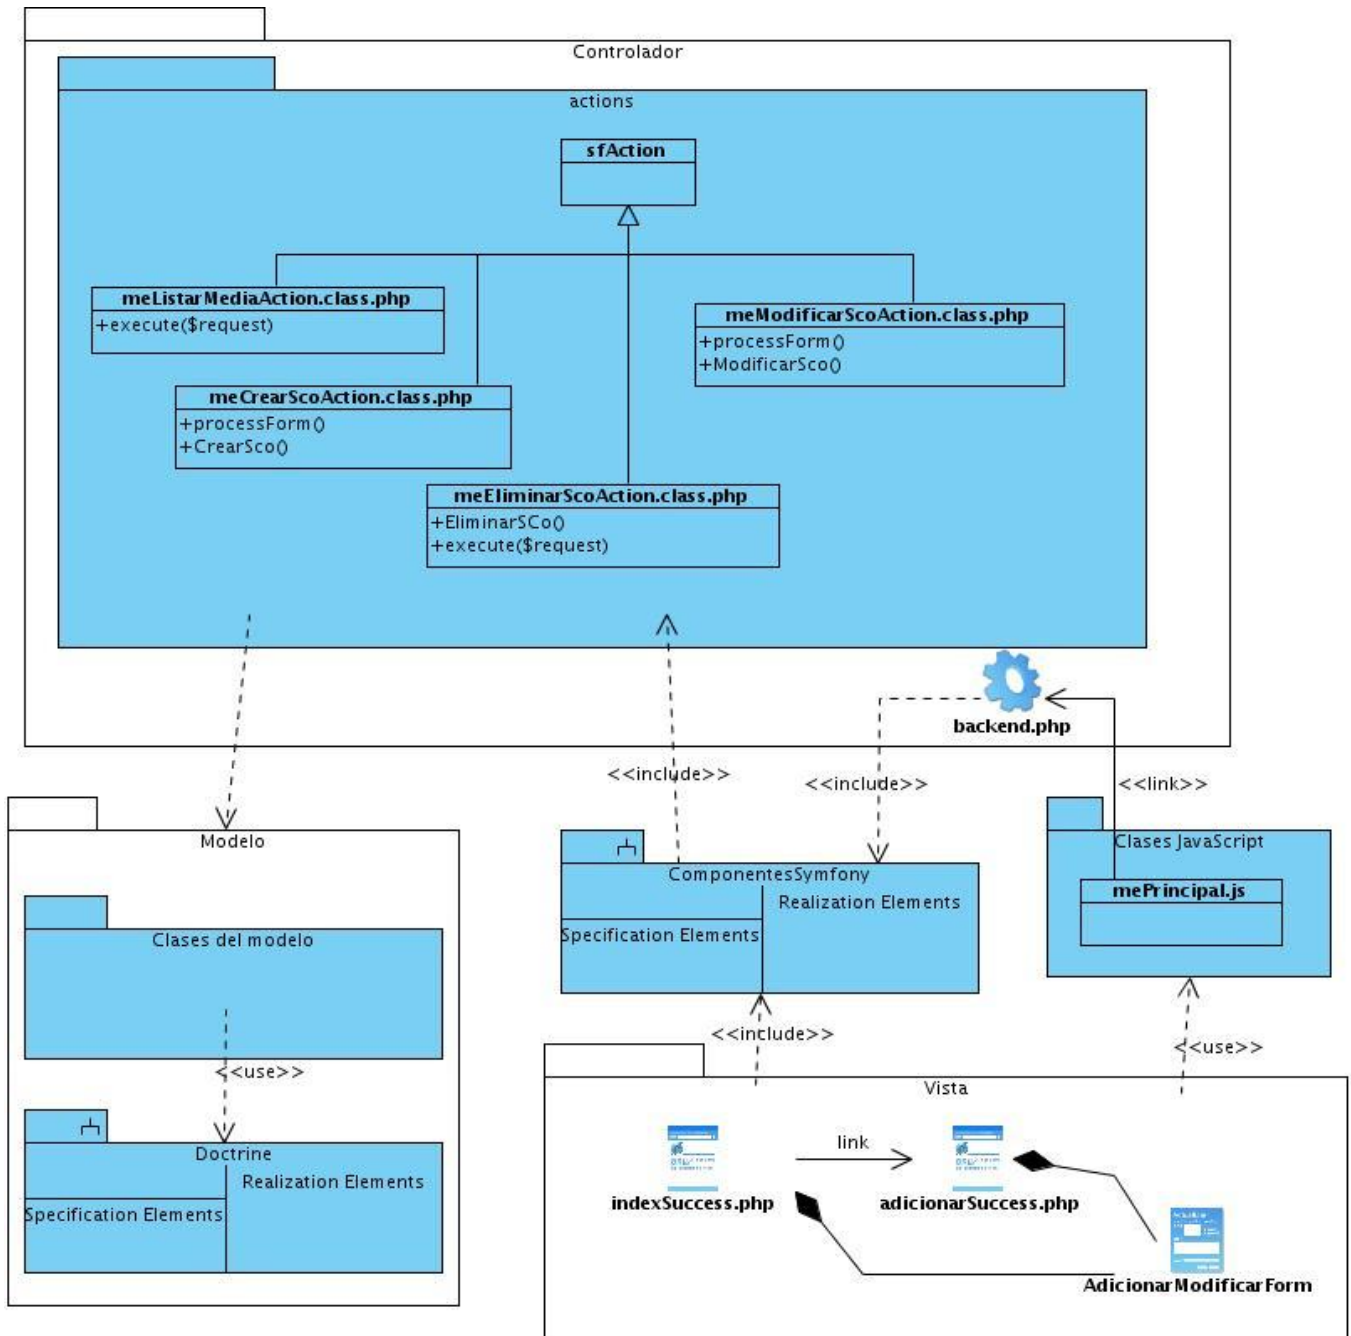 Controlador
actions
sfAction
meListarMediaAction.class.php
+execute($request)
meModificarScoAction.class.php
+processForm()
+ModificarSco()
meCrearScoAction.class.php
+processForm()
+CrearSco()
meEliminarScoAction.class.php
+EliminarSCo()
+execute($request)
backend.php
<<include>>
<<include>>
<<link>>
Modelo
Clases del modelo
<<use>>
Doctrine
Realization Elements
Specification Elements
ComponentesSymfony
Realization Elements
Specification Elements
Clases JavaScript
mePrincipal.js
<<include>>
<<use>>
Vista
link
indexSuccess.php
adicionarSuccess.php
AdicionarModificarForm